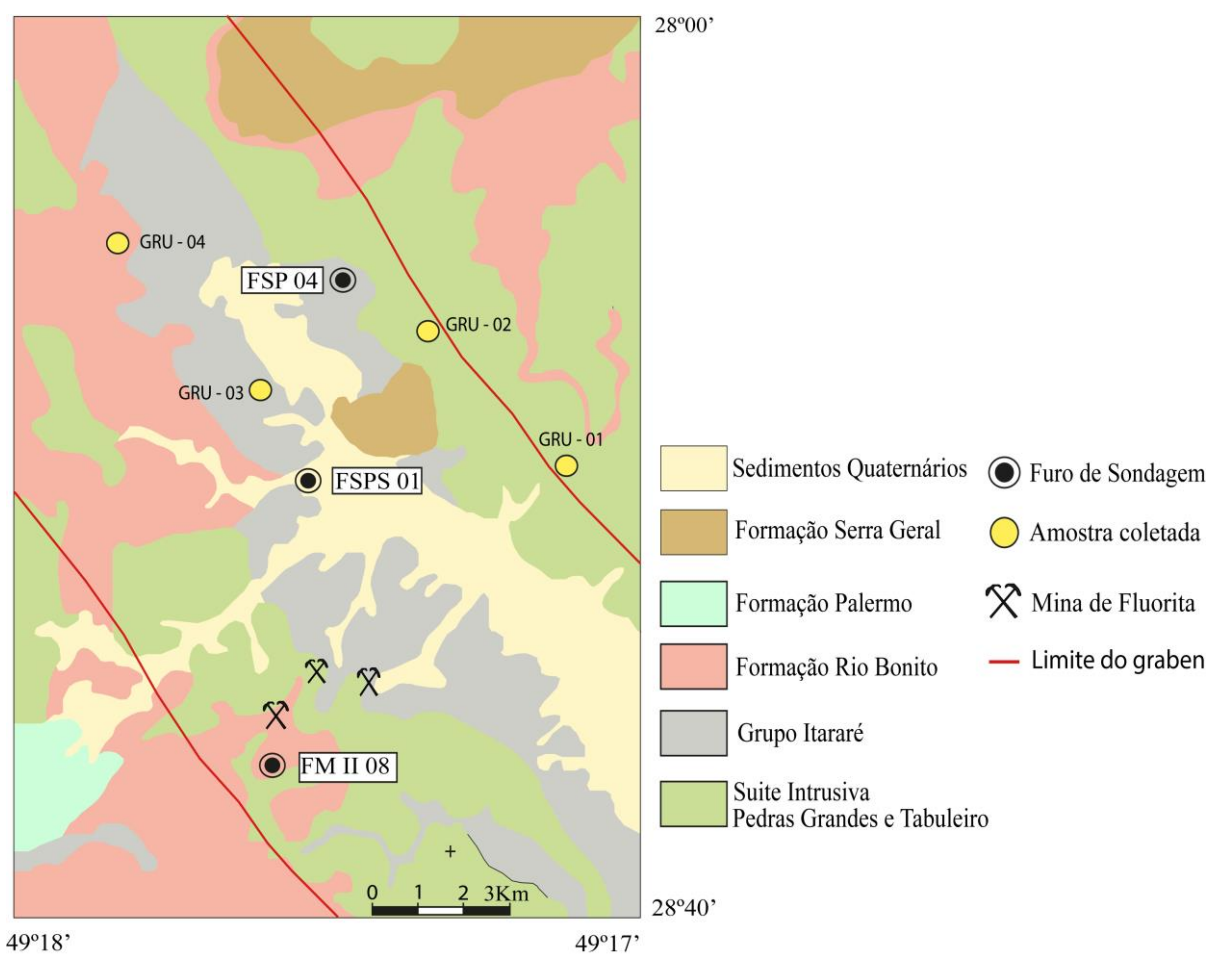 28º00'
GRU - 04
FSP 04
GRU - 02
GRU - 03
GRU - 01
FSPS 01
FM II 08
0 1 2 3Km
28º40'
49º18'
49º17'
Sedimentos Quaternários
Formação Serra Geral
Formação Palermo
Formação Rio Bonito
Grupo Itararé
Suite Intrusiva
Pedras Grandes e Tabuleiro
Furo de Sondagem
Amostra coletada
Mina de Fluorita
Limite do graben